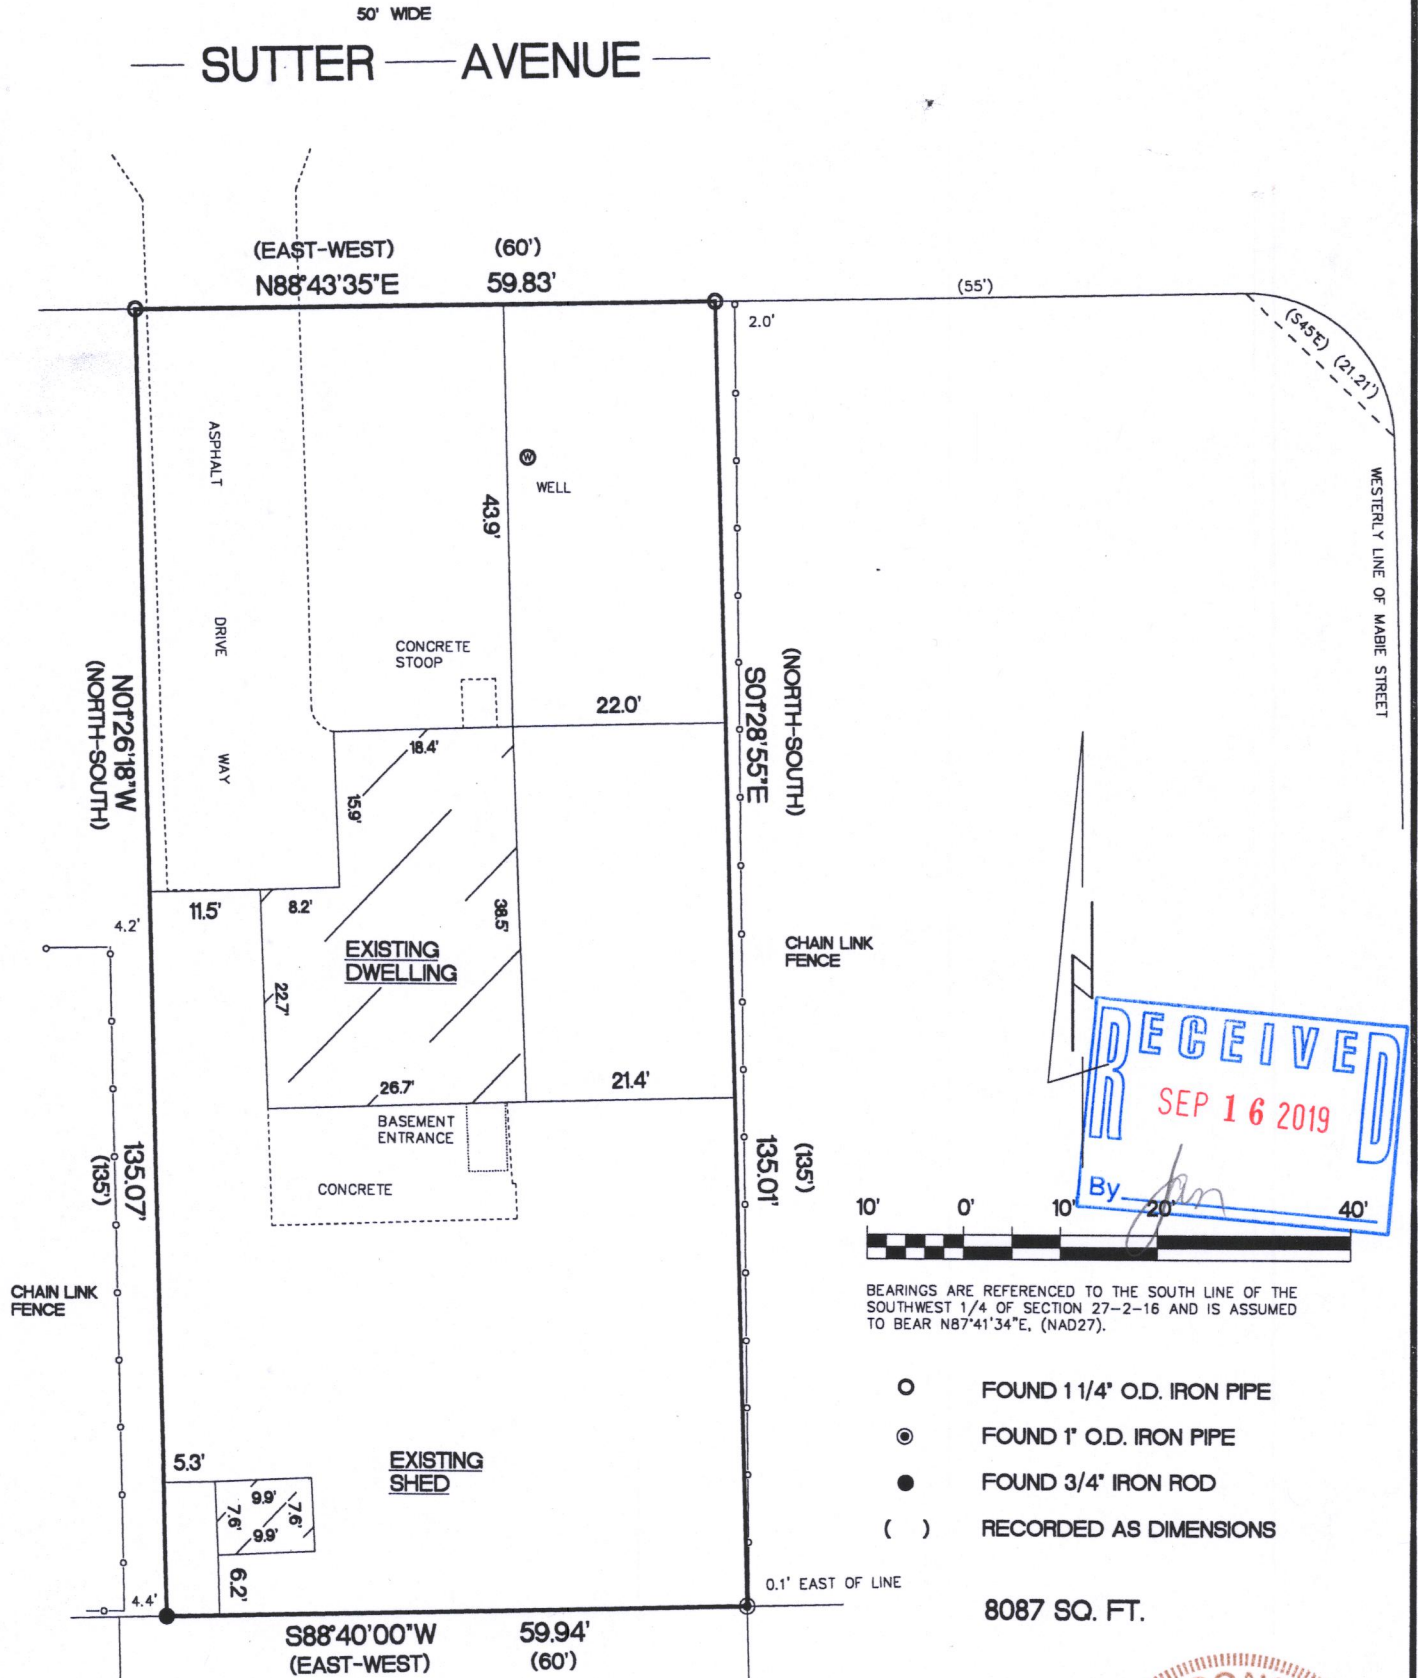 50' WIDE
SUTTER AVENUE
(EAST-WEST) (60')
N88°43'35"E 59.83'
(55')
2.0'
(S45°E) (21.21')
WESTERLY LINE OF MABIE STREET
ASPHALT
DRIVE
WAY
W
WELL
43.9'
CONCRETE
STOOP
22.0'
N01°26'18"W
(NORTH-SOUTH)
S01°28'55"E
(NORTH-SOUTH)
18.4'
15.9'
11.5'
8.2'
38.5'
4.2'
EXISTING
DWELLING
22.7'
CHAIN LINK
FENCE
26.7'
21.4'
BASEMENT
ENTRANCE
CONCRETE
135.07'
(135')
135.01'
(135')
N
RECEIVED
SEP 16 2019
By Jan
10' 0' 10' 20' 40'
BEARINGS ARE REFERENCED TO THE SOUTH LINE OF THE
SOUTHWEST 1/4 OF SECTION 27-2-16 AND IS ASSUMED
TO BEAR N87°41'34"E, (NAD27).
CHAIN LINK
FENCE
FOUND 1 1/4" O.D. IRON PIPE
FOUND 1" O.D. IRON PIPE
FOUND 3/4" IRON ROD
( ) RECORDED AS DIMENSIONS
5.3'
EXISTING
SHED
9.9'
7.6'
7.6'
9.9'
6.2'
4.4'
0.1' EAST OF LINE
8087 SQ. FT.
S88°40'00"W 59.94'
(EAST-WEST) (60')